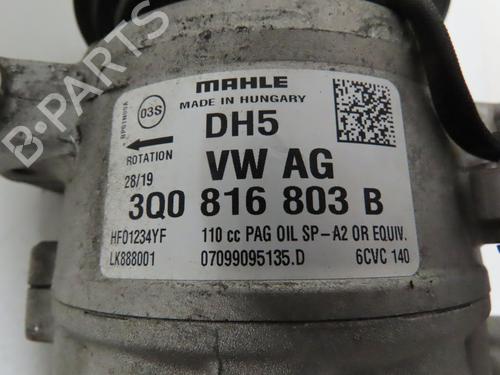 MAHLE
MADE IN HUNGARY
03S
DH5
ROTATION
VW AG
28/19
3Q0 816 803 B
HFO1234YF
110 cc PAG OIL SP-A2 OR EQUIV.
LK888001
07099095135.D
6CVC 140
B-PARTS